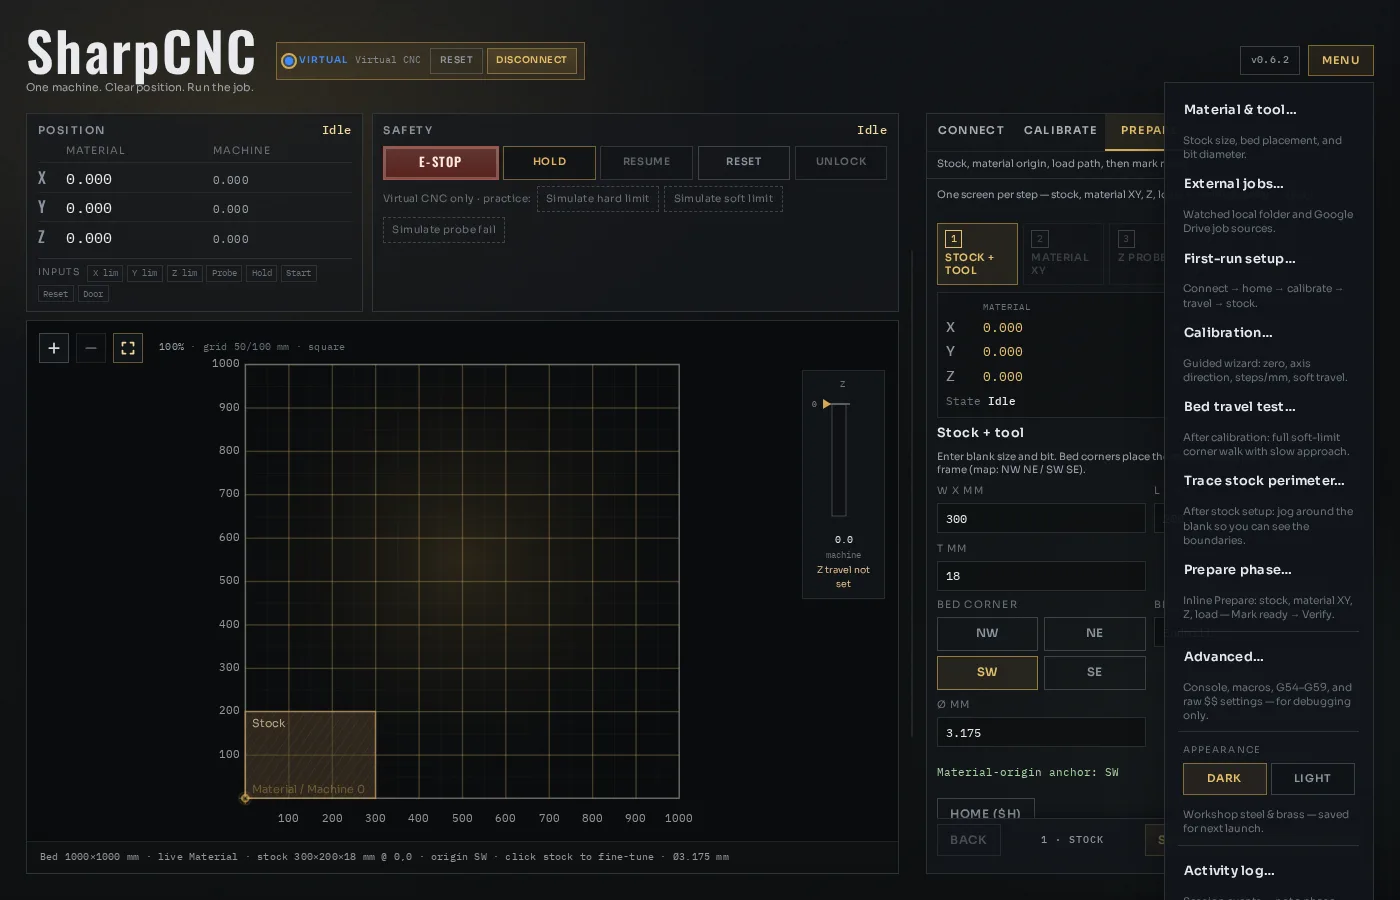 SharpCNC
One machine. Clear position. Run the job.
VIRTUAL Virtual CNC RESET DISCONNECT
v0.6.2 MENU
POSITION Idle
MATERIAL MACHINE
X 0.000 0.000
Y 0.000 0.000
Z 0.000 0.000
INPUTS X lim Y lim Z lim Probe Hold Start
Reset Door
SAFETY Idle
E-STOP HOLD RESUME RESET UNLOCK
Virtual CNC only · practice: Simulate hard limit Simulate soft limit
Simulate probe fail
+ − 100% · grid 50/100 mm · square
1000
900
800
700
600
500
400
300
200
100
Stock
Material / Machine 0
100 200 300 400 500 600 700 800 900 1000
Z
0
0.0
machine
Z travel not
set
Bed 1000×1000 mm · live Material · stock 300×200×18 mm @ 0,0 · origin SW · click stock to fine-tune · Ø3.175 mm
CONNECT CALIBRATE PREPA
Stock, material origin, load path, then mark r
One screen per step — stock, material XY, Z, lo
1 2 3
STOCK + TOOL
MATERIAL XY
Z PROBE
MATERIAL
X 0.000
Y 0.000
Z 0.000
State Idle
Stock + tool
Enter blank size and bit. Bed corners place the
frame (map: NW NE / SW SE).
W X MM L
300
T MM
18
BED CORNER
NW NE
SW SE
Ø MM
3.175
Material-origin anchor: SW
HOME ($H)
BACK 1 · STOCK S
Material & tool…
Stock size, bed placement, and
bit diameter.
External jobs…
Watched local folder and Google
Drive job sources.
First-run setup…
Connect → home → calibrate →
travel → stock.
Calibration…
Guided wizard: zero, axis
direction, steps/mm, soft travel.
Bed travel test…
After calibration: full soft-limit
corner walk with slow approach.
Trace stock perimeter…
After stock setup: jog around the
blank so you can see the
boundaries.
Prepare phase…
Inline Prepare: stock, material XY,
Z, load — Mark ready → Verify.
Advanced…
Console, macros, G54–G59, and
raw $$ settings — for debugging
only.
APPEARANCE
DARK LIGHT
Workshop steel & brass — saved
for next launch.
Activity log…